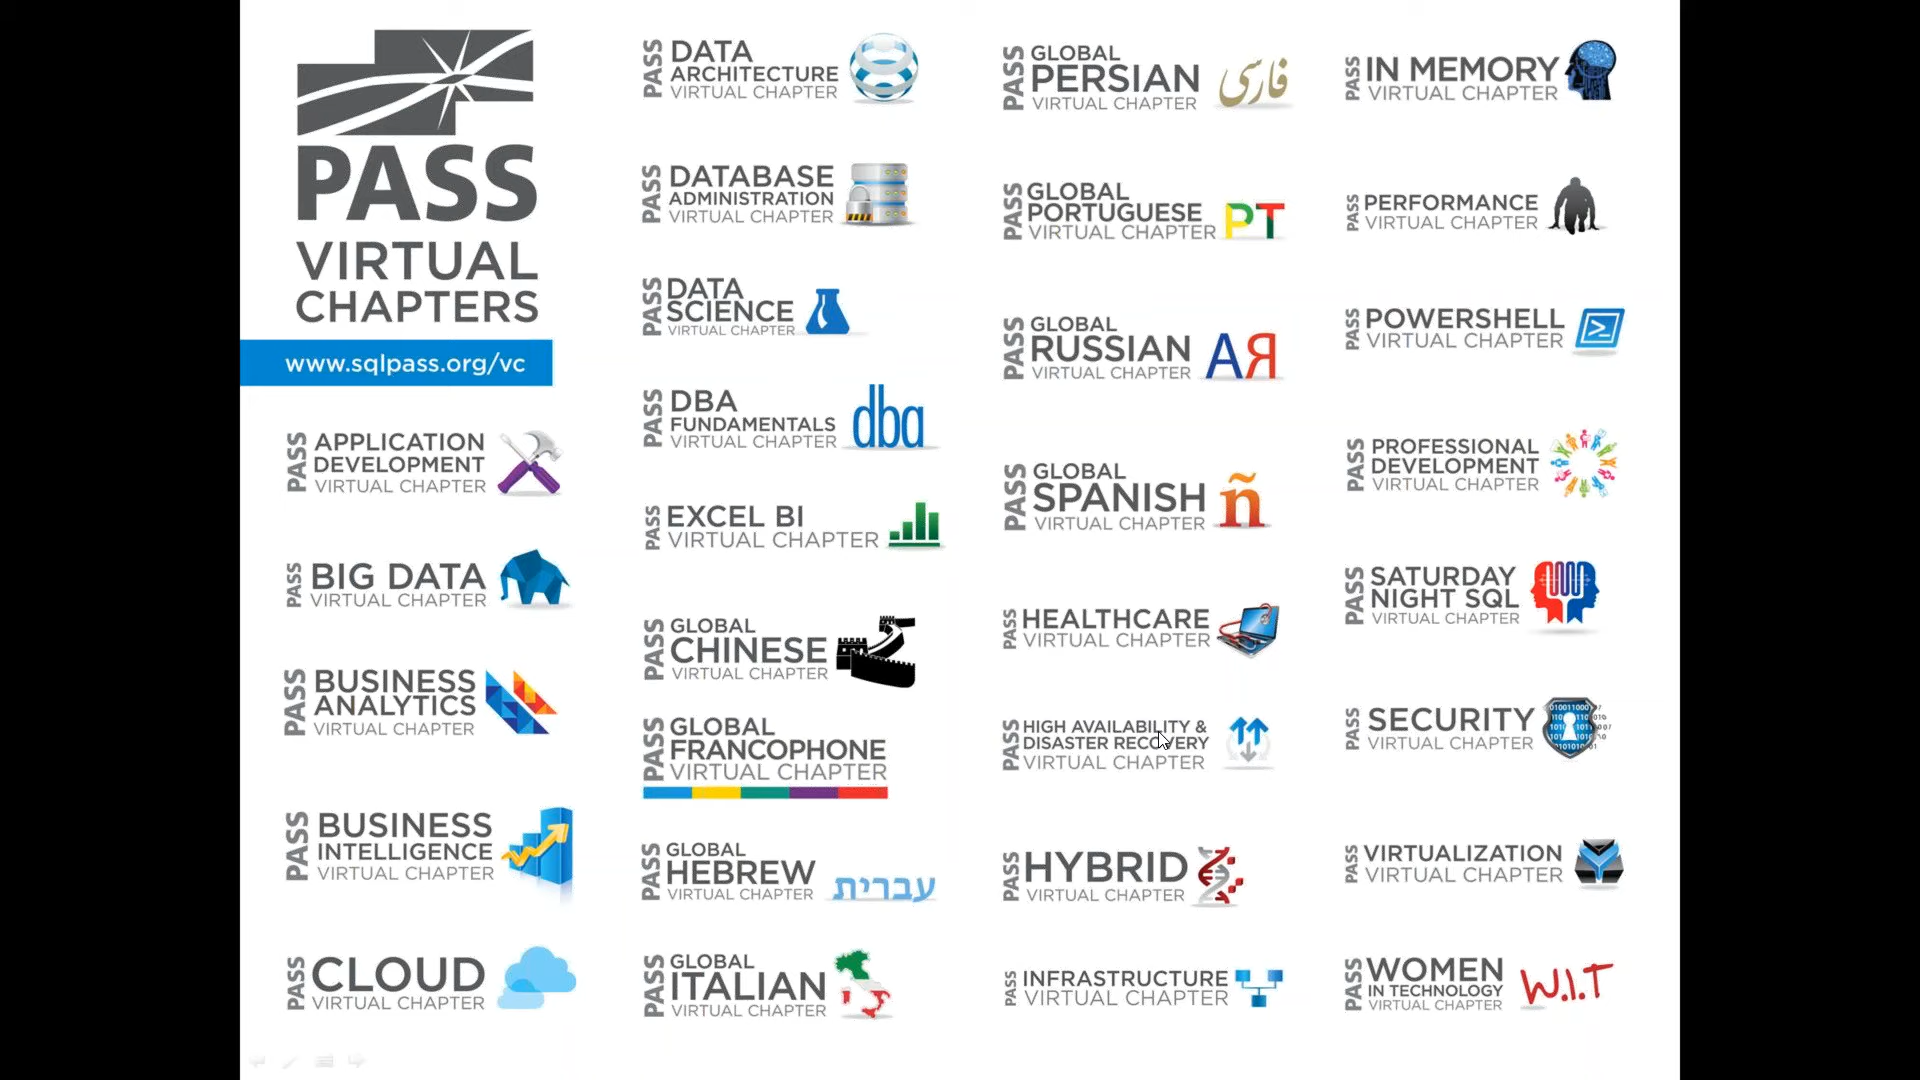 PASS
VIRTUAL
CHAPTERS
www.sqlpass.org/vc
PASS
APPLICATION
DEVELOPMENT
VIRTUAL CHAPTER
PASS
BIG DATA
VIRTUAL CHAPTER
PASS
BUSINESS
ANALYTICS
VIRTUAL CHAPTER
PASS
BUSINESS
INTELLIGENCE
VIRTUAL CHAPTER
PASS
CLOUD
VIRTUAL CHAPTER
PASS
DATA
ARCHITECTURE
VIRTUAL CHAPTER
PASS
DATABASE
ADMINISTRATION
VIRTUAL CHAPTER
PASS
DATA
SCIENCE
VIRTUAL CHAPTER
PASS
DBA
FUNDAMENTALS
VIRTUAL CHAPTER
dba
PASS
EXCEL BI
VIRTUAL CHAPTER
PASS
GLOBAL
CHINESE
VIRTUAL CHAPTER
PASS
GLOBAL
FRANCOPHONE
VIRTUAL CHAPTER
PASS
GLOBAL
HEBREW
VIRTUAL CHAPTER
עברית
PASS
GLOBAL
ITALIAN
VIRTUAL CHAPTER
PASS
GLOBAL
PERSIAN
VIRTUAL CHAPTER
فارسی
PASS
GLOBAL
PORTUGUESE
VIRTUAL CHAPTER
PT
PASS
GLOBAL
RUSSIAN
VIRTUAL CHAPTER
АЯ
PASS
GLOBAL
SPANISH
VIRTUAL CHAPTER
ñ
PASS
HEALTHCARE
VIRTUAL CHAPTER
PASS
HIGH AVAILABILITY &
DISASTER RECOVERY
VIRTUAL CHAPTER
PASS
HYBRID
VIRTUAL CHAPTER
PASS
INFRASTRUCTURE
VIRTUAL CHAPTER
PASS
IN MEMORY
VIRTUAL CHAPTER
PASS
PERFORMANCE
VIRTUAL CHAPTER
PASS
POWERSHELL
VIRTUAL CHAPTER
PASS
PROFESSIONAL
DEVELOPMENT
VIRTUAL CHAPTER
PASS
SATURDAY
NIGHT SQL
VIRTUAL CHAPTER
PASS
SECURITY
VIRTUAL CHAPTER
PASS
VIRTUALIZATION
VIRTUAL CHAPTER
PASS
WOMEN
IN TECHNOLOGY
VIRTUAL CHAPTER
W.I.T